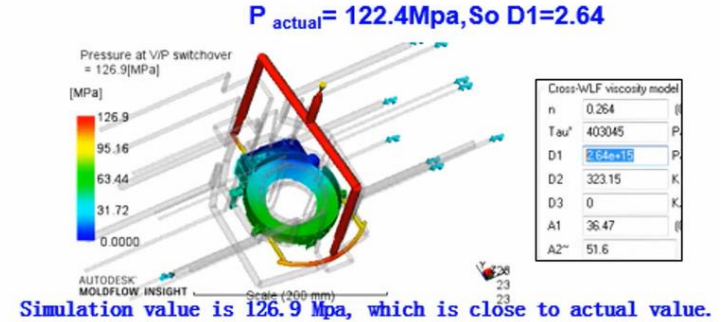 P actual= 122.4Mpa,So D1=2.64
Pressure at V/P switchover
= 126.9[MPa]
[MPa]
126.9
95.16
63.44
31.72
0.0000
Cross-WLF viscosity model
n 0.264
Tau* 403045
D1 2.64e+15
D2 323.15 K
D3 0
A1 36.47
A2~ 51.6
AUTODESK
MOLDFLOW INSIGHT
Scale (200 mm)
23
23
Simulation value is 126.9 Mpa, which is close to actual value.